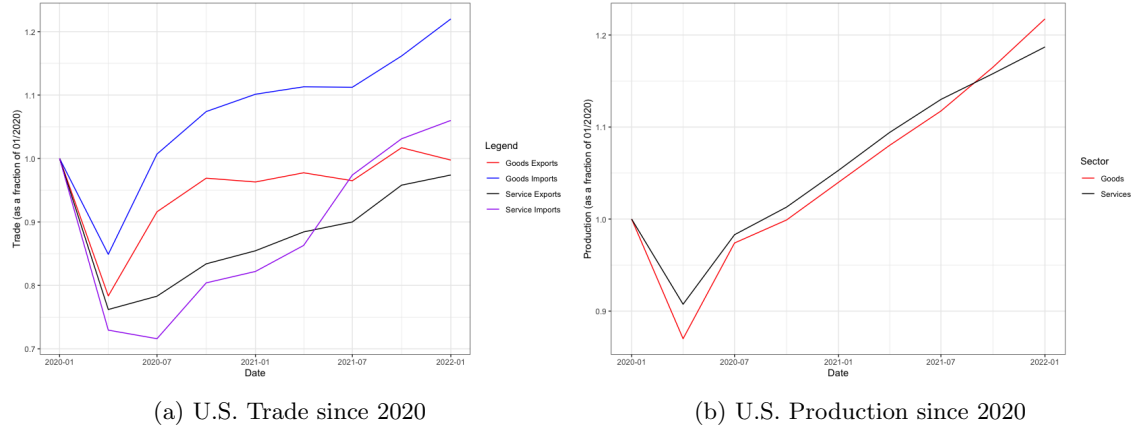 1.2
1.1
1.0
0.9
0.8
0.7
Trade (as a fraction of 01/2020)
2020-01
2020-07
2021-01
2021-07
2022-01
Date
Legend
Goods Exports
Goods Imports
Service Exports
Service Imports
(a) U.S. Trade since 2020
1.2
1.1
1.0
0.9
Production (as a fraction of 01/2020)
2020-01
2020-07
2021-01
2021-07
2022-01
Date
Sector
Goods
Services
(b) U.S. Production since 2020